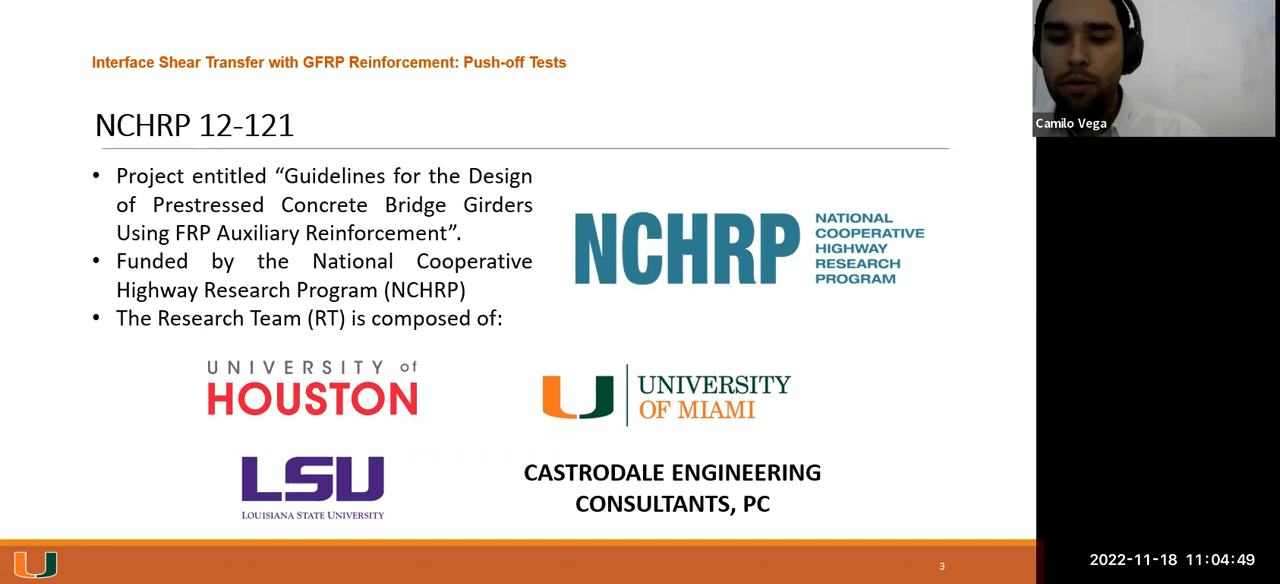 Interface Shear Transfer with GFRP Reinforcement: Push-off Tests
NCHRP 12-121
• Project entitled “Guidelines for the Design
of Prestressed Concrete Bridge Girders
Using FRP Auxiliary Reinforcement”.
• Funded by the National Cooperative
Highway Research Program (NCHRP)
• The Research Team (RT) is composed of:
NCHRP
NATIONAL
COOPERATIVE
HIGHWAY
RESEARCH
PROGRAM
UNIVERSITY of
HOUSTON
UNIVERSITY
OF MIAMI
LSU
LOUISIANA STATE UNIVERSITY
CASTRODALE ENGINEERING
CONSULTANTS, PC
3
Camilo Vega
2022-11-18 11:04:49